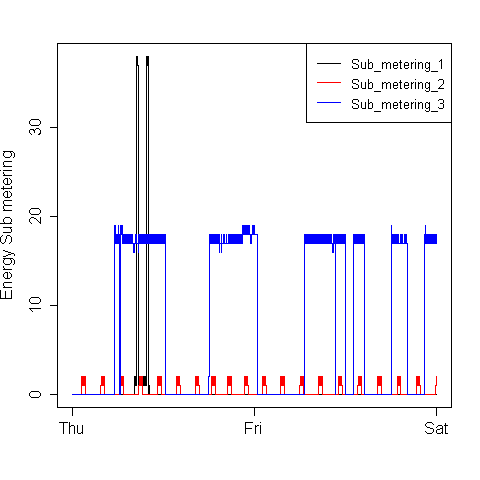 Sub_metering_1
Sub_metering_2
Sub_metering_3
Energy Sub metering
30
20
10
0
Thu Fri Sat